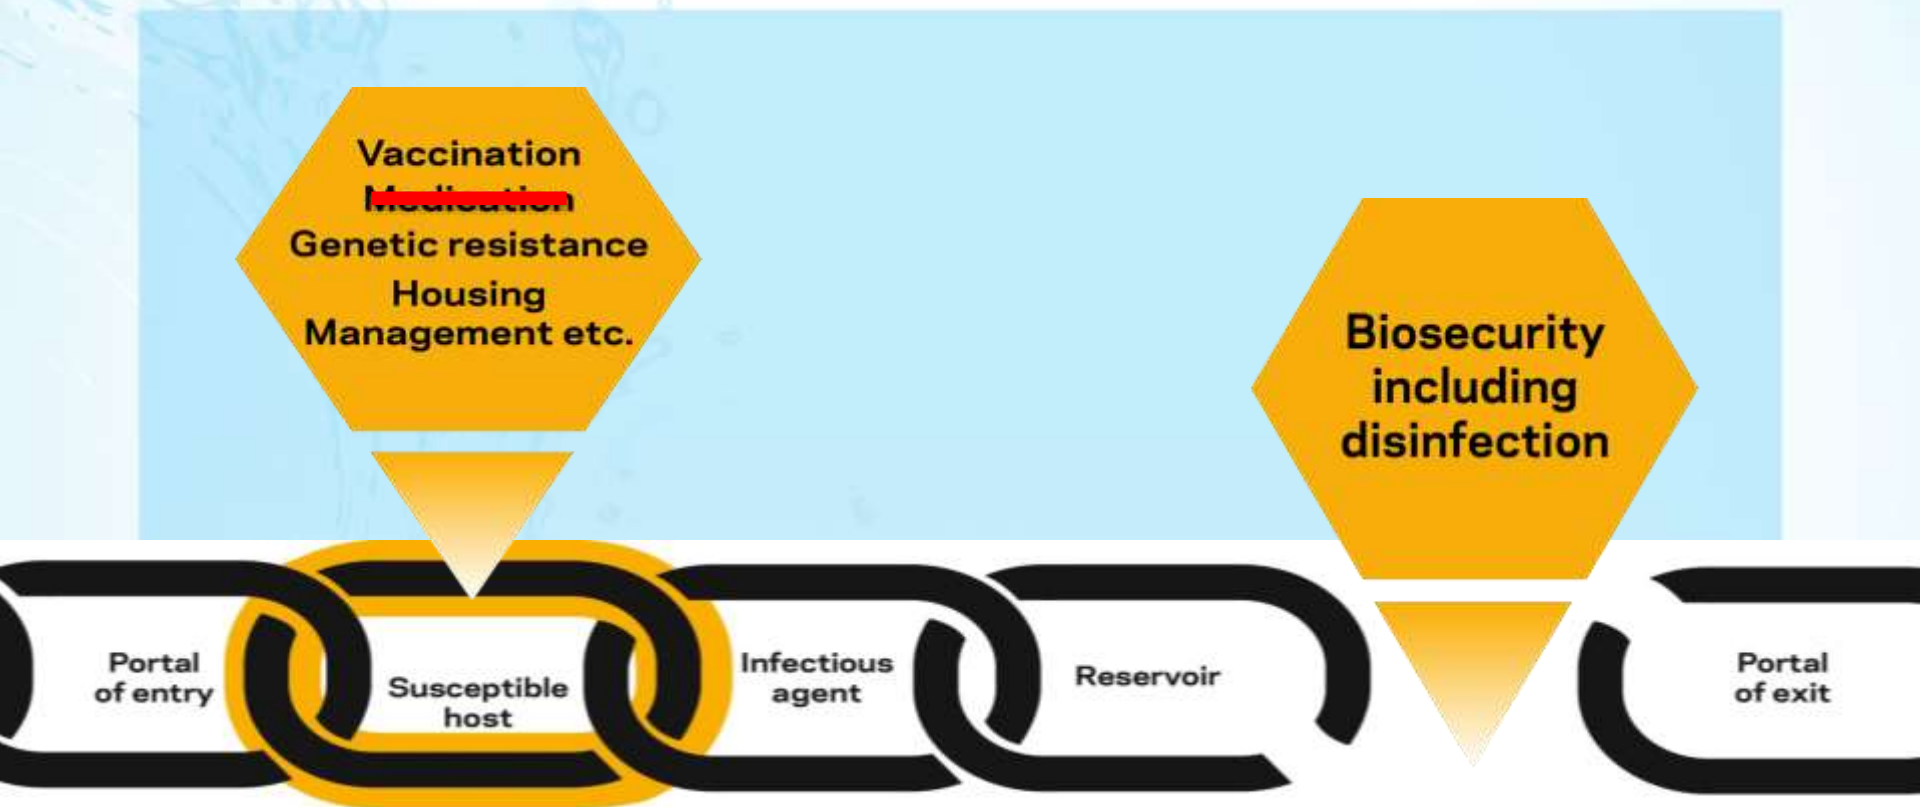 Vaccination
Medication
Genetic resistance
Housing
Management etc.
Biosecurity
including
disinfection
Portal
of entry
Susceptible
host
Infectious
agent
Reservoir
Portal
of exit